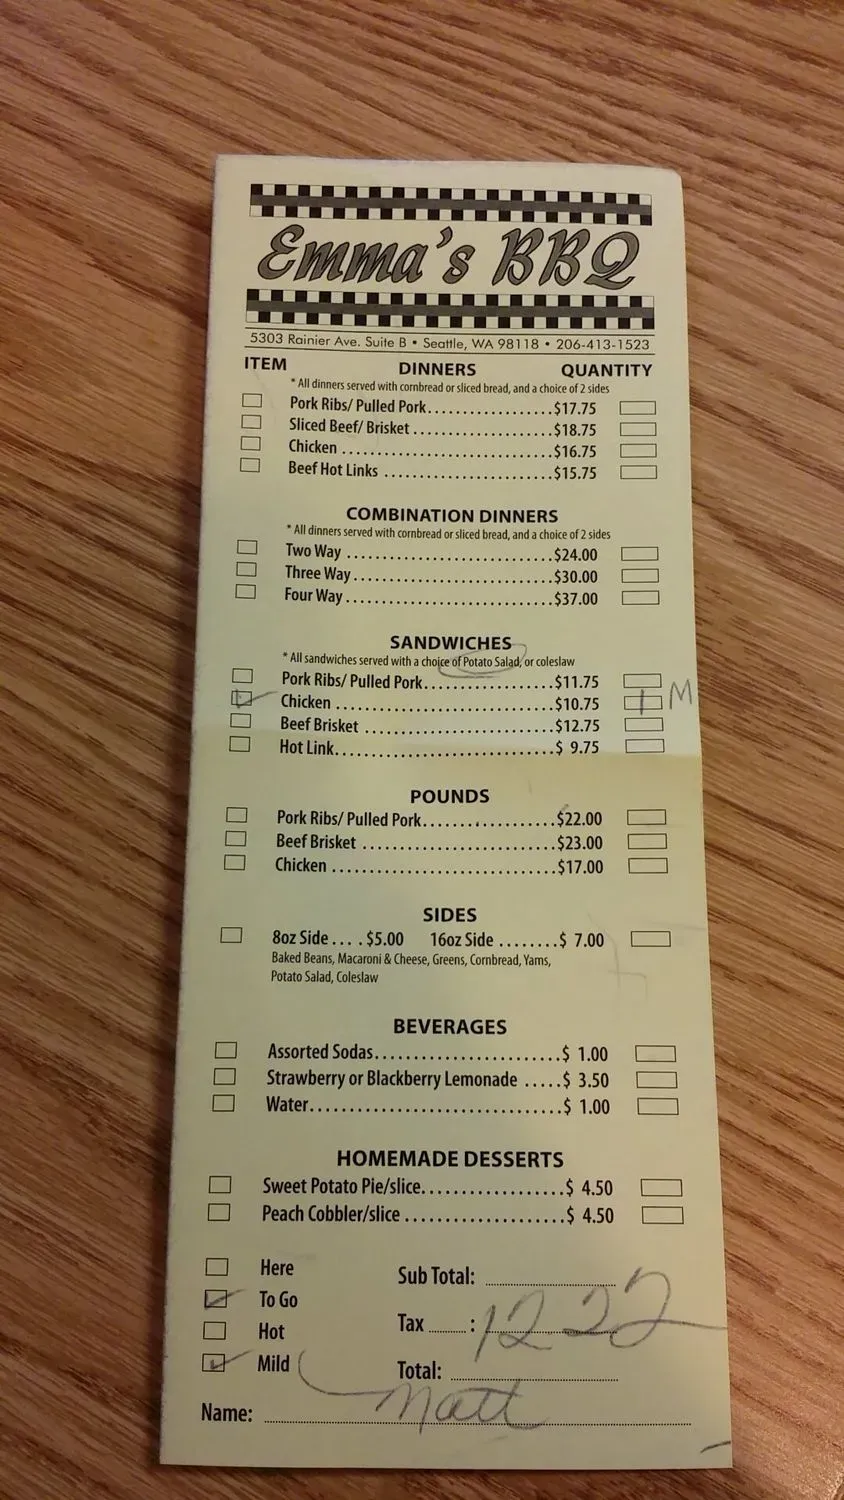 Emma's BBQ
5303 Rainier Ave. Suite B • Seattle, WA 98118 • 206-413-1523
ITEM DINNERS QUANTITY
* All dinners served with cornbread or sliced bread, and a choice of 2 sides
Pork Ribs/ Pulled Pork..........................$17.75
Sliced Beef/ Brisket.............................$18.75
Chicken............................................$16.75
Beef Hot Links...................................$15.75
COMBINATION DINNERS
* All dinners served with cornbread or sliced bread, and a choice of 2 sides
Two Way..........................................$24.00
Three Way........................................$30.00
Four Way..........................................$37.00
SANDWICHES
* All sandwiches served with a choice of Potato Salad, or coleslaw
Pork Ribs/ Pulled Pork..........................$11.75
Chicken............................................$10.75 1 M
Beef Brisket.......................................$12.75
Hot Link............................................$ 9.75
POUNDS
Pork Ribs/ Pulled Pork..........................$22.00
Beef Brisket.......................................$23.00
Chicken............................................$17.00
SIDES
8oz Side....$5.00 16oz Side........$ 7.00
Baked Beans, Macaroni & Cheese, Greens, Cornbread, Yams,
Potato Salad, Coleslaw
BEVERAGES
Assorted Sodas..................................$ 1.00
Strawberry or Blackberry Lemonade.....$ 3.50
Water...............................................$ 1.00
HOMEMADE DESSERTS
Sweet Potato Pie/slice.........................$ 4.50
Peach Cobbler/slice.............................$ 4.50
Here
Sub Total:
To Go
Tax : 12 22
Hot
Mild
Total:
Name: Matt